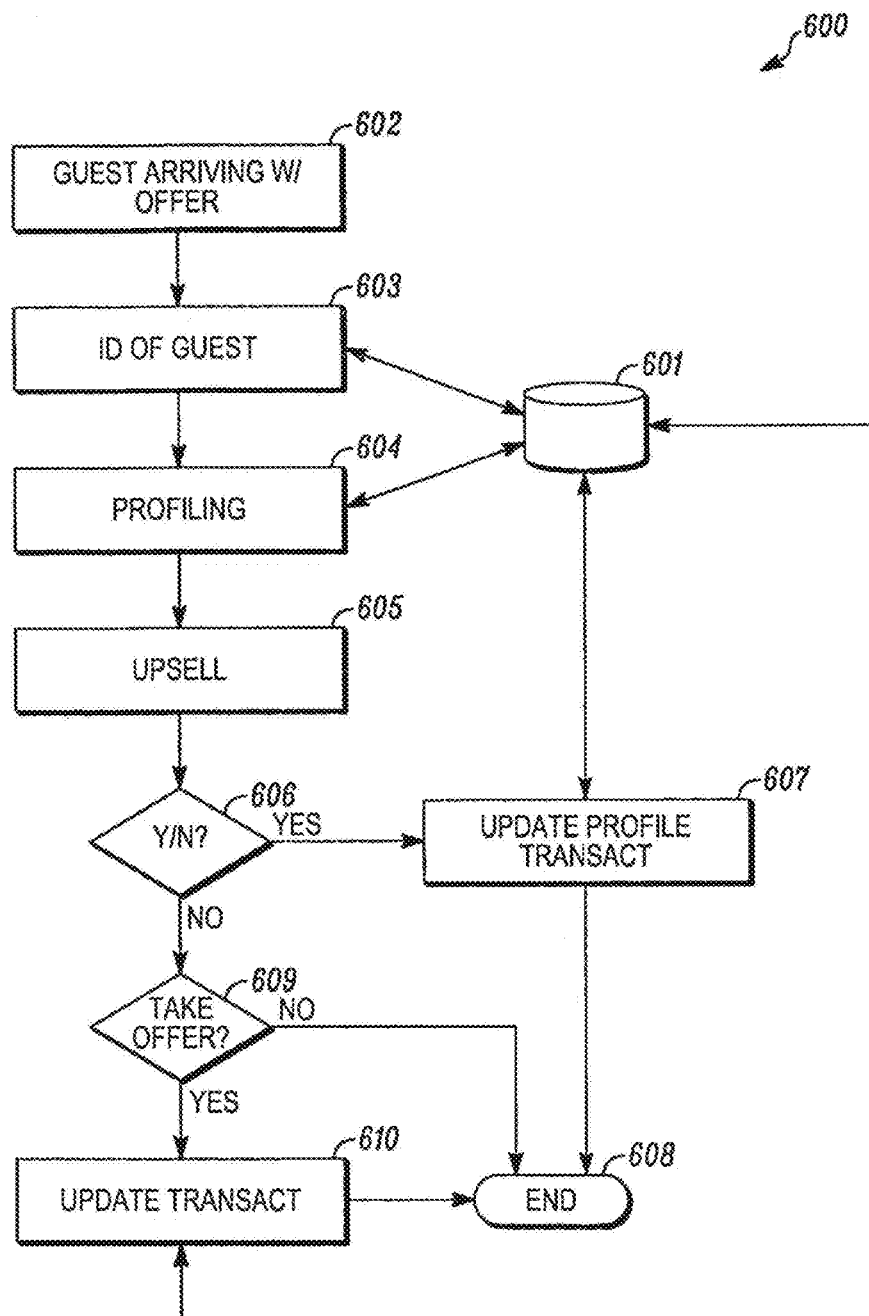 600
602
GUEST ARRIVING W/
OFFER
603
ID OF GUEST
601
604
PROFILING
605
UPSELL
606
Y/N?
YES
607
UPDATE PROFILE
TRANSACT
NO
609
TAKE
OFFER?
NO
YES
610
UPDATE TRANSACT
608
END